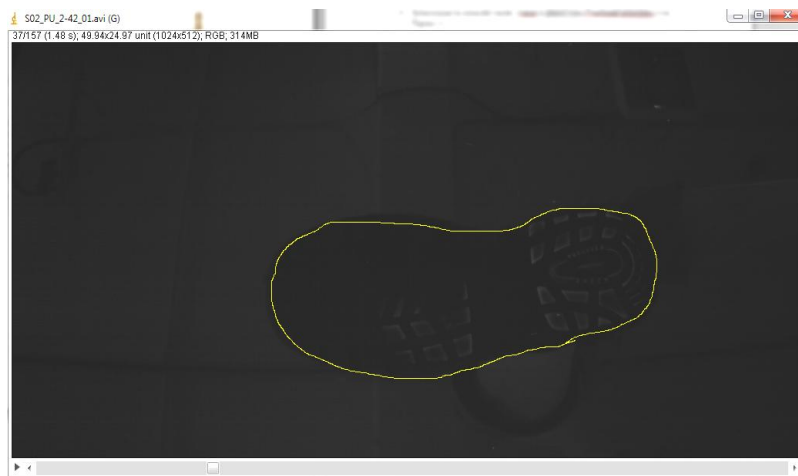 S02_PU_2-42_01.avi (G)
37/157 (1.48 s); 49.94x24.97 unit (1024x512); RGB; 314MB